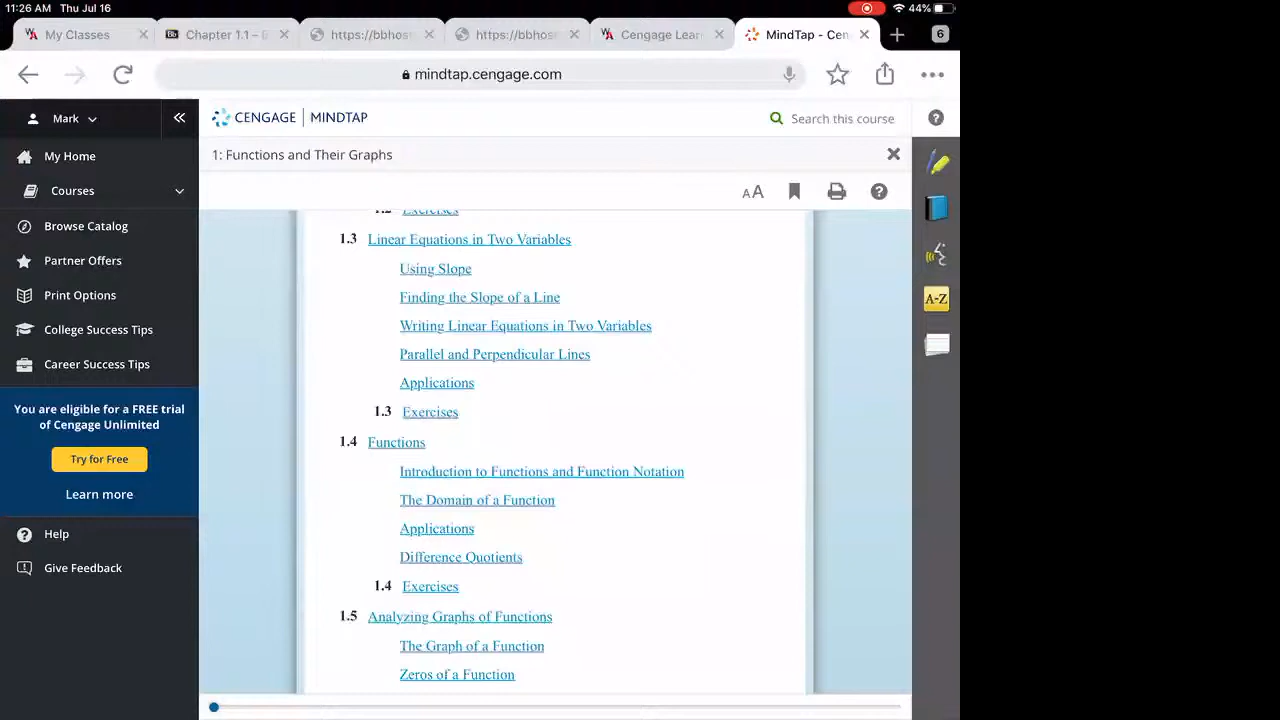 11:26 AM Thu Jul 16
44%
My Classes
Chapter 1.1 –
https://bbhos
https://bbhos
Cengage Lear
MindTap - Cen
6
mindtap.cengage.com
Mark
CENGAGE MINDTAP
Search this course
1: Functions and Their Graphs
AA
My Home
Courses
Browse Catalog
Partner Offers
Print Options
College Success Tips
Career Success Tips
You are eligible for a FREE trial
of Cengage Unlimited
Try for Free
Learn more
Help
Give Feedback
1.2 Exercises
1.3 Linear Equations in Two Variables
Using Slope
Finding the Slope of a Line
Writing Linear Equations in Two Variables
Parallel and Perpendicular Lines
Applications
1.3 Exercises
1.4 Functions
Introduction to Functions and Function Notation
The Domain of a Function
Applications
Difference Quotients
1.4 Exercises
1.5 Analyzing Graphs of Functions
The Graph of a Function
Zeros of a Function
A-Z